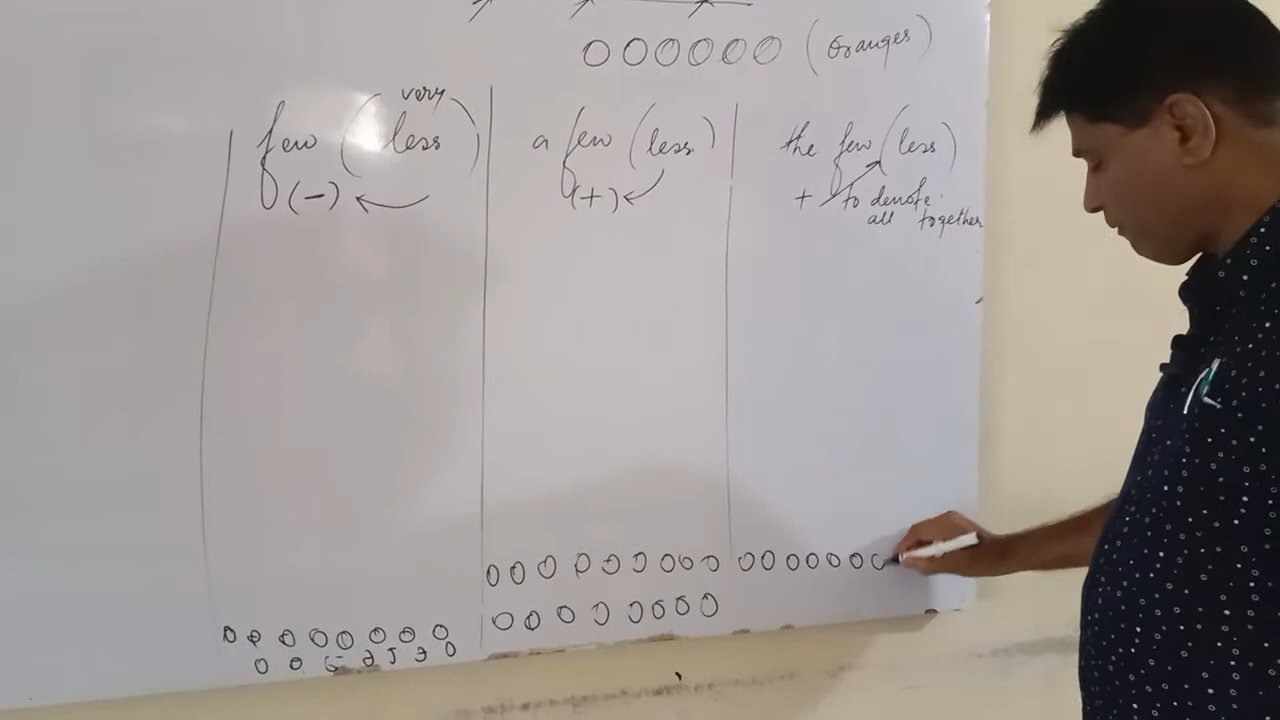 (oranges)
few (very less)
(-)
a few (less)
(+)
the few (less)
+ to denote
all together